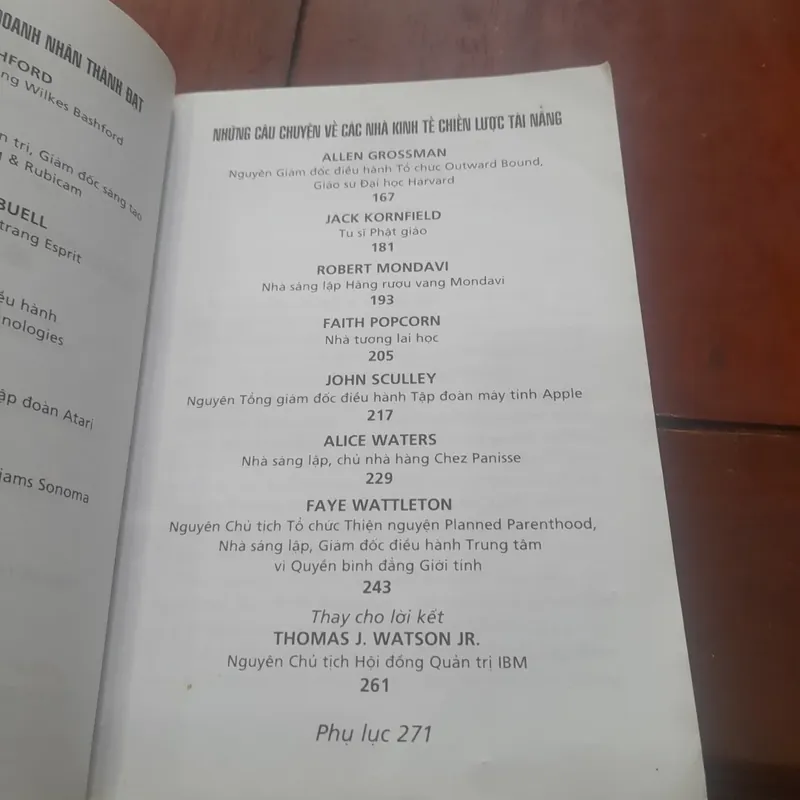 DOANH NHÂN THÀNH ĐẠT
Wilkes Bashford
trị, Giám đốc sáng tạo
& Rubicam
BUELL
trang Esprit
hành
đoàn Atari
Sonoma
NHỮNG CÂU CHUYỆN VỀ CÁC NHÀ KINH TẾ CHIẾN LƯỢC TÀI NĂNG
ALLEN GROSSMAN
Nguyên Giám đốc điều hành Tổ chức Outward Bound,
Giáo sư Đại học Harvard
167
JACK KORNFIELD
Tu sĩ Phật giáo
181
ROBERT MONDAVI
Nhà sáng lập Hãng rượu vang Mondavi
193
FAITH POPCORN
Nhà tương lai học
205
JOHN SCULLEY
Nguyên Tổng giám đốc điều hành Tập đoàn máy tính Apple
217
ALICE WATERS
Nhà sáng lập, chủ nhà hàng Chez Panisse
229
FAYE WATTLETON
Nguyên Chủ tịch Tổ chức Thiện nguyện Planned Parenthood,
Nhà sáng lập, Giám đốc điều hành Trung tâm
vì Quyền bình đẳng Giới tính
243
Thay cho lời kết
THOMAS J. WATSON JR.
Nguyên Chủ tịch Hội đồng Quản trị IBM
261
Phụ lục 271